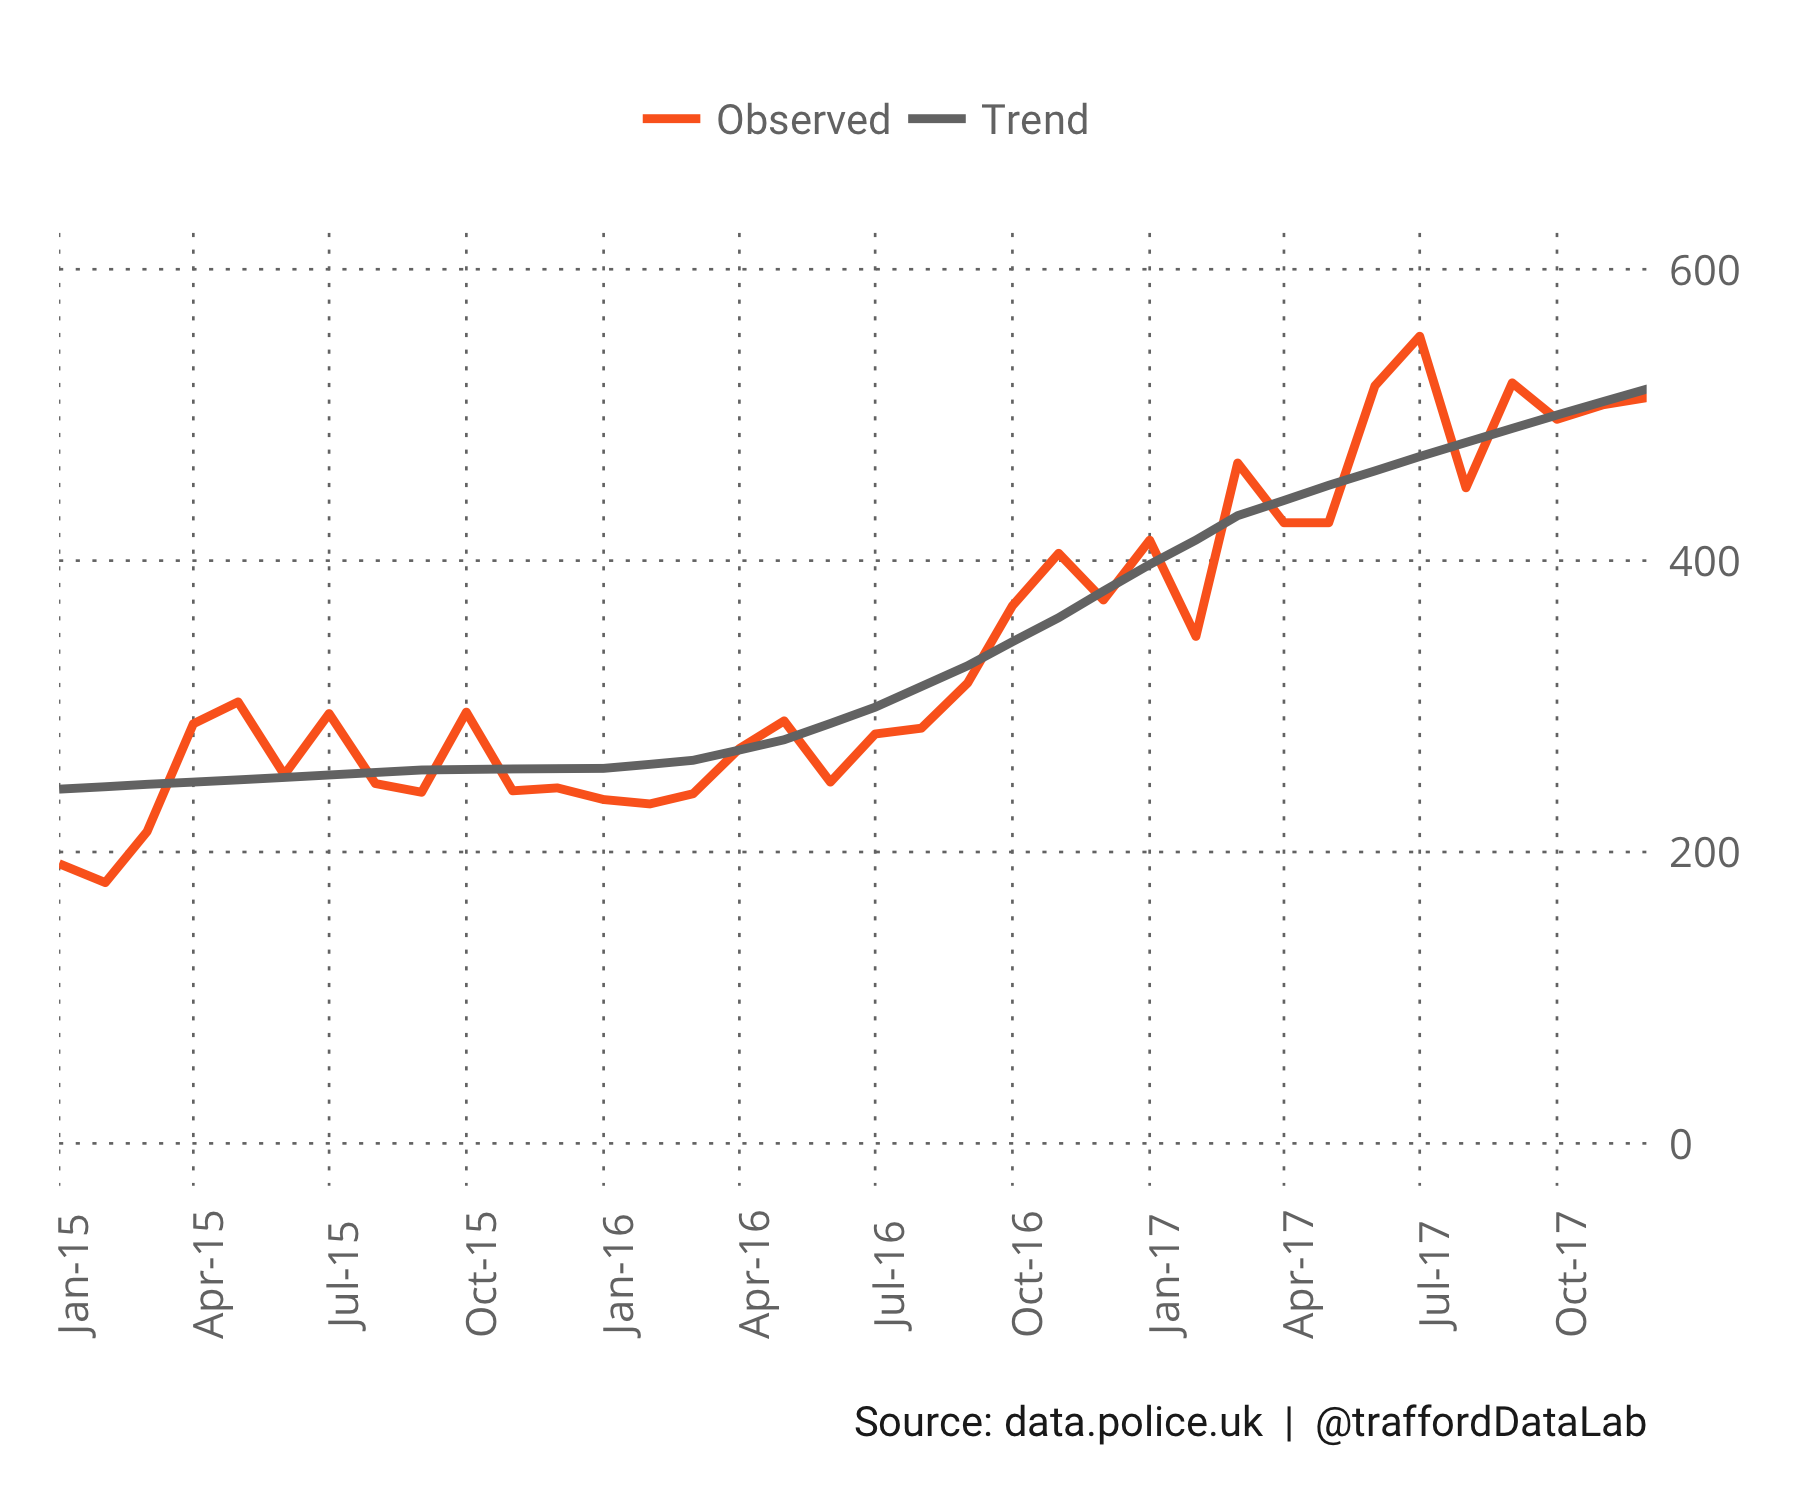 Observed Trend
600
400
200
0
Jan-15
Apr-15
Jul-15
Oct-15
Jan-16
Apr-16
Jul-16
Oct-16
Jan-17
Apr-17
Jul-17
Oct-17
Source: data.police.uk | @traffordDataLab